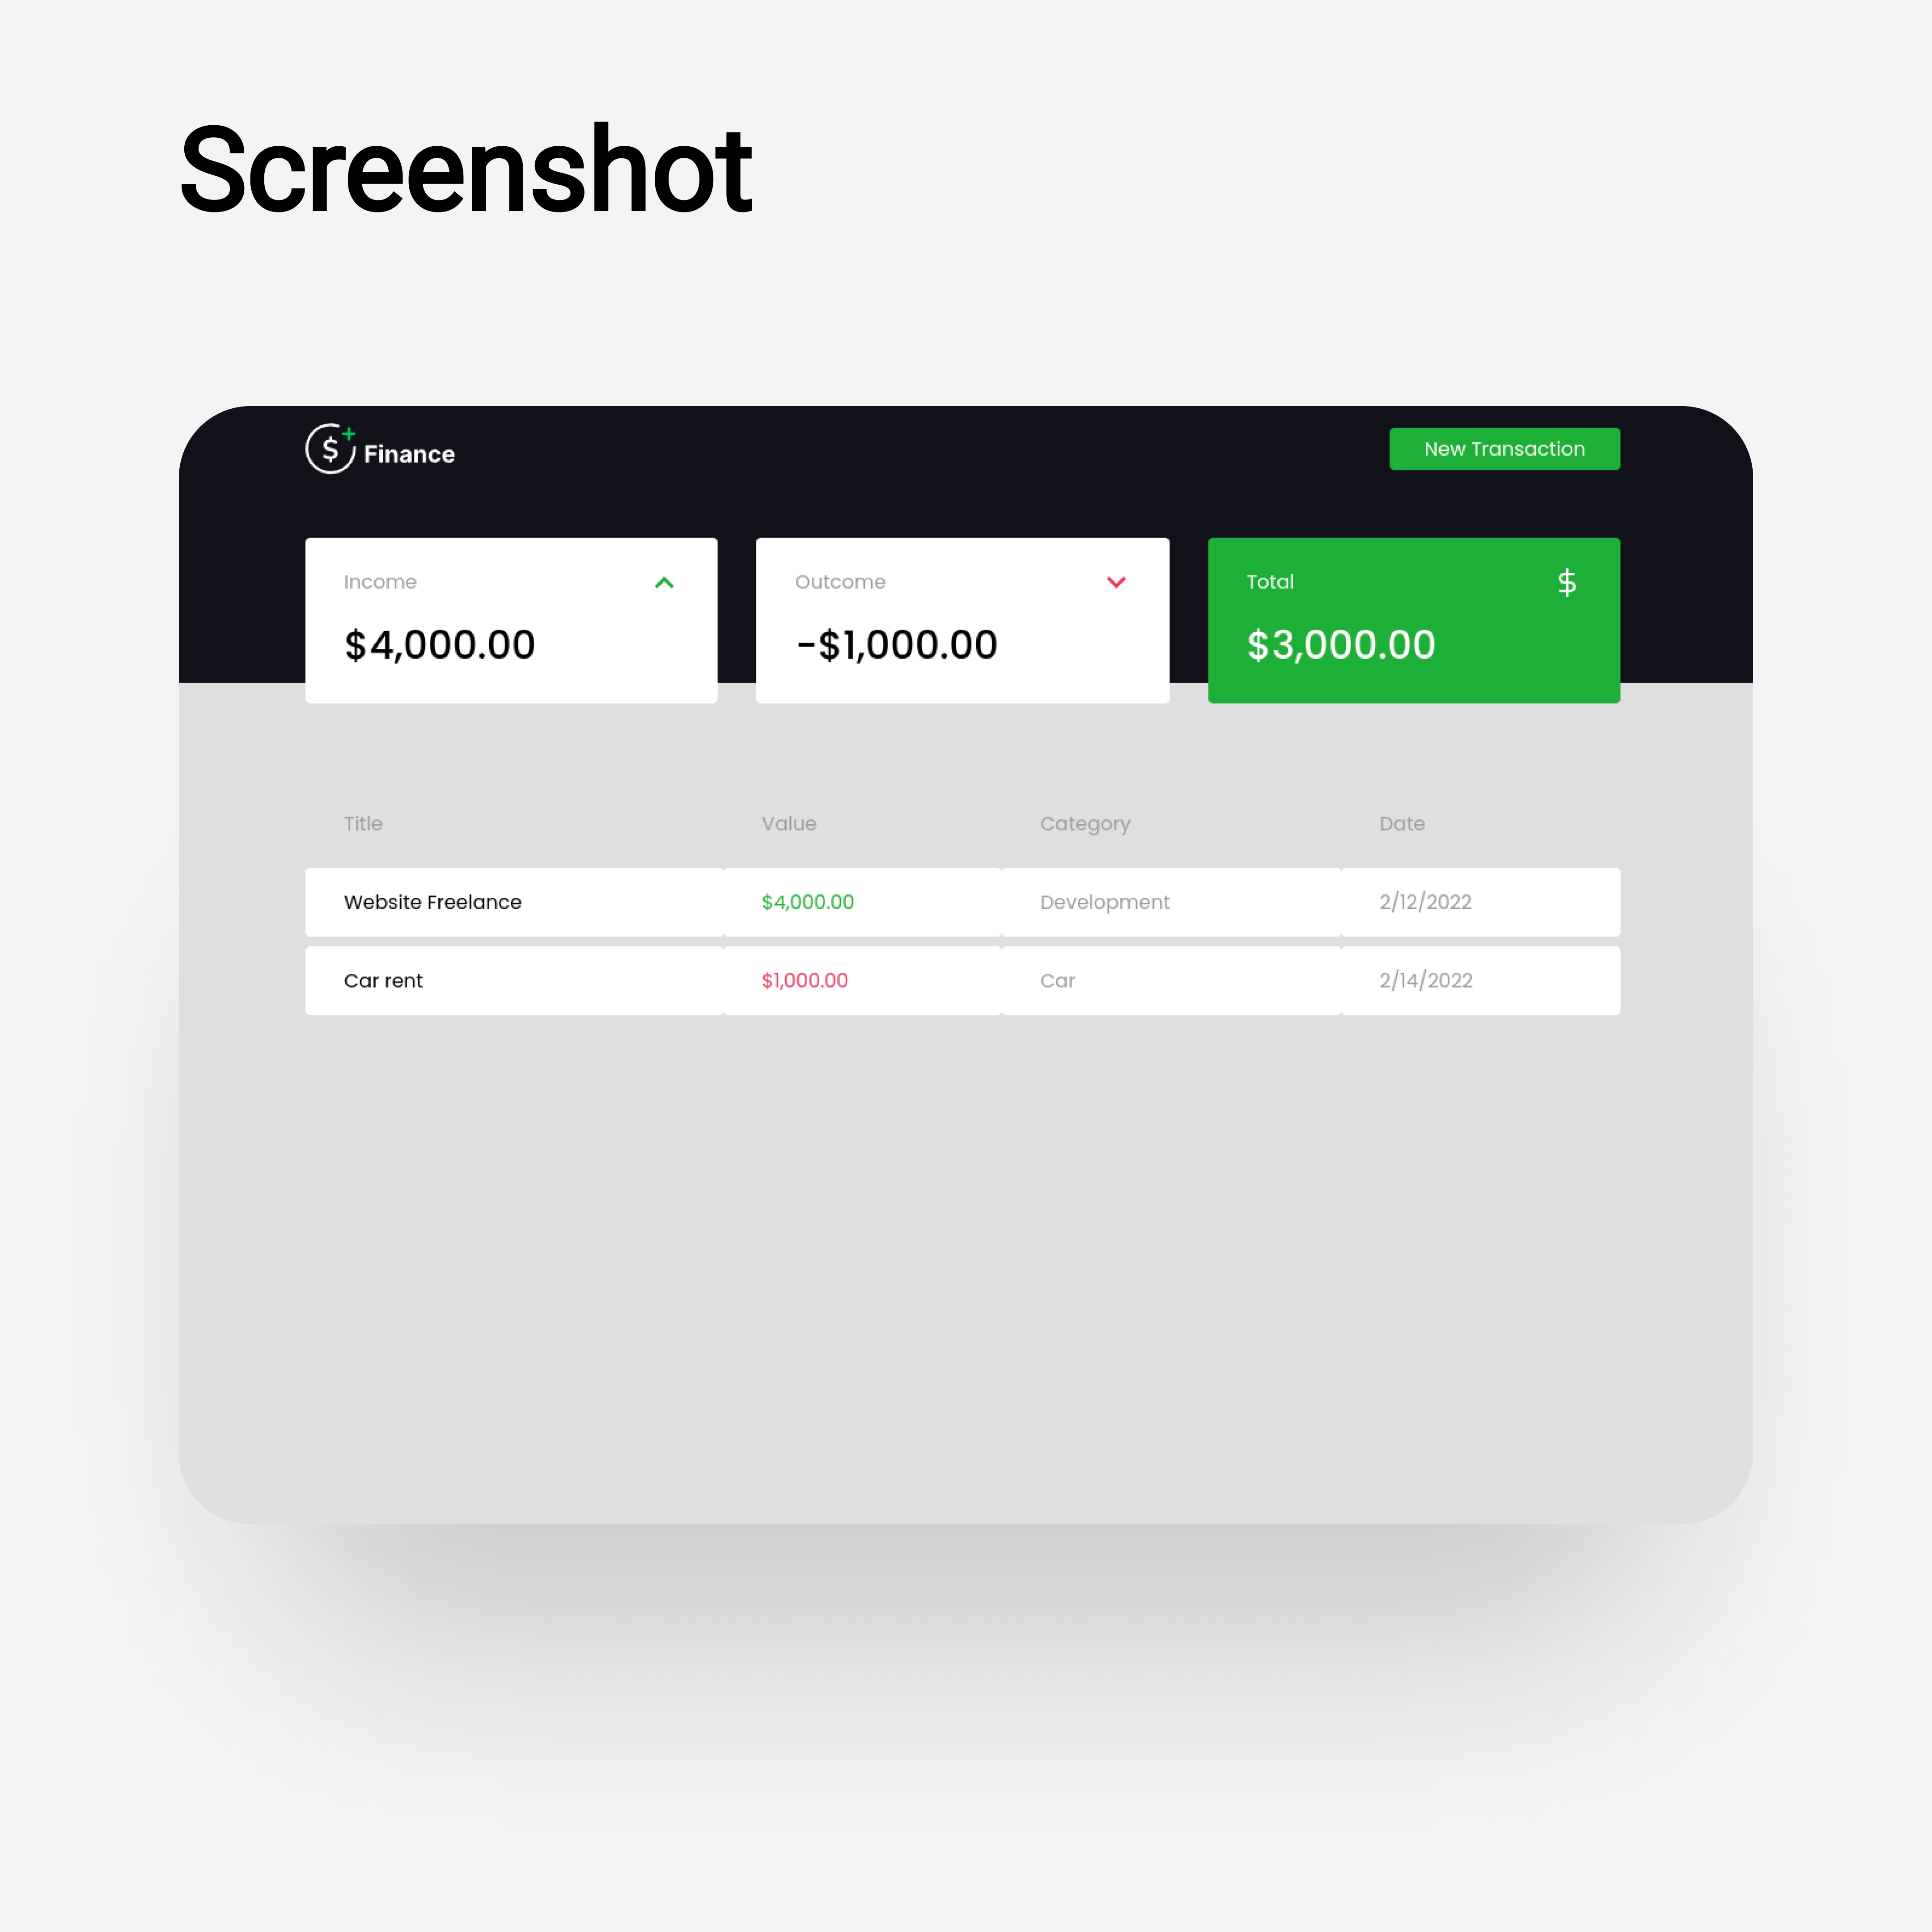 Screenshot
$ Finance
New Transaction
Income
$4,000.00
Outcome
-$1,000.00
Total $
$3,000.00
Title Value Category Date
Website Freelance $4,000.00 Development 2/12/2022
Car rent $1,000.00 Car 2/14/2022